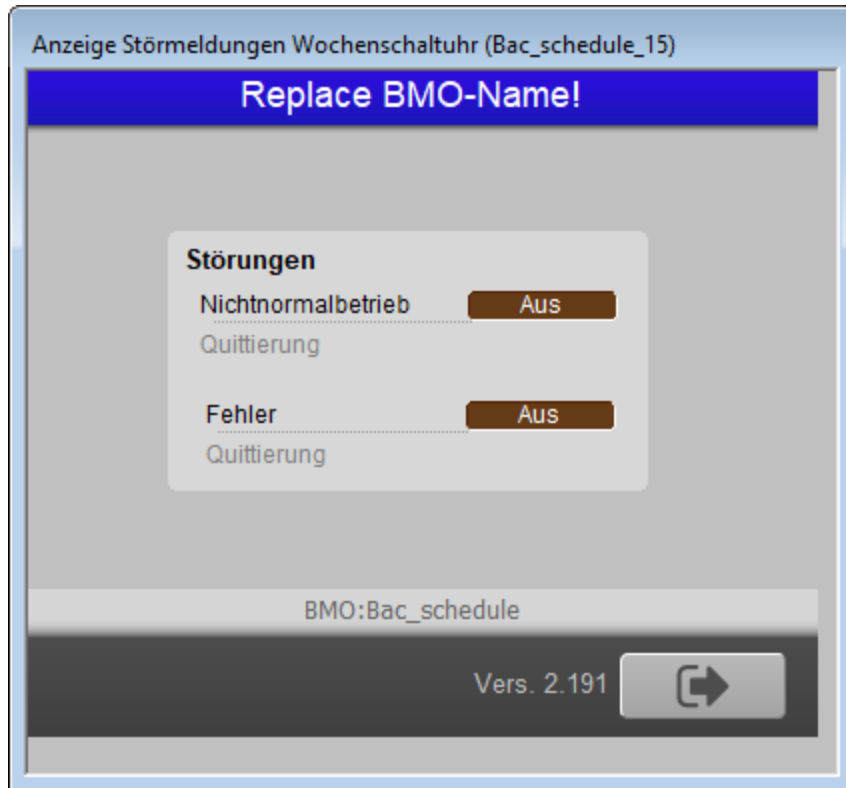 Anzeige Störmeldungen Wochenschaltuhr (Bac_schedule_15)
Replace BMO-Name!
Störungen
Nichtnormalbetrieb Aus
Quittierung
Fehler Aus
Quittierung
BMO:Bac_schedule
Vers. 2.191